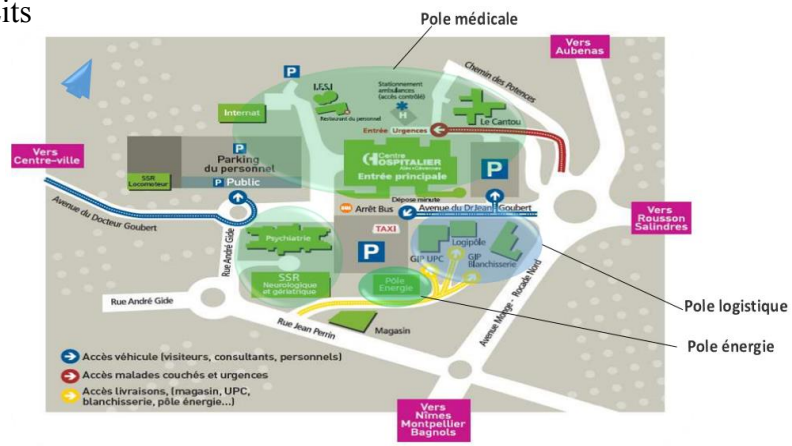 its
Pole médicale
Vers
Aubenas
Chemin des Potences
P
I.F.S.I
Restaurant du personnel
Stationnement
ambulances
(accès contrôlé)
H
Internat
Le Cantou
Entrée Urgences
Vers
Centre-ville
P
Parking
du personnel
P Public
SSR
Locomoteur
Centre
HOSPITALIER
Alès-Cévennes
Entrée principale
P
Dépose minute
Arrêt Bus
Avenue du Dr Jean Goubert
Avenue du Docteur Goubert
Vers
Rousson
Salindres
TAXI
P
Rue André Gide
Psychiatrie
Logipôle
GIP UPC
GIP
Blanchisserie
SSR
Neurologique
et gériatrique
Pôle
Energie
Avenue Monge - Rocade Nord
Rue André Gide
Rue Jean Perrin
Magasin
Pole logistique
Pole énergie
Accès véhicule (visiteurs, consultants, personnels)
Accès malades couchés et urgences
Accès livraisons, (magasin, UPC,
blanchisserie, pôle énergie...)
Vers
Nîmes
Montpellier
Bagnols